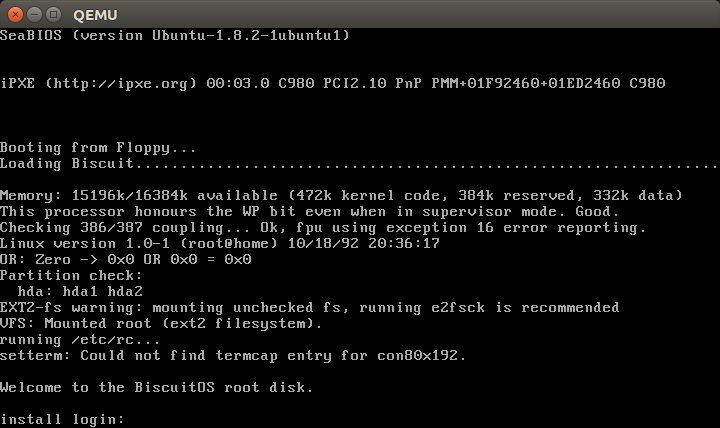 QEMU
SeaBIOS (version Ubuntu-1.8.2-1ubuntu1)
iPXE (http://ipxe.org) 00:03.0 C980 PCI2.10 PnP PMM+01F92460+01ED2460 C980
Booting from Floppy...
Loading Biscuit.................................................................
Memory: 15196k/16384k available (472k kernel code, 384k reserved, 332k data)
This processor honours the WP bit even when in supervisor mode. Good.
Checking 386/387 coupling... Ok, fpu using exception 16 error reporting.
Linux version 1.0-1 (root@home) 10/18/92 20:36:17
OR: Zero -> 0x0 OR 0x0 = 0x0
Partition check:
  hda: hda1 hda2
EXT2-fs warning: mounting unchecked fs, running e2fsck is recommended
VFS: Mounted root (ext2 filesystem).
running /etc/rc...
setterm: Could not find termcap entry for con80x192.
Welcome to the BiscuitOS root disk.
install login: